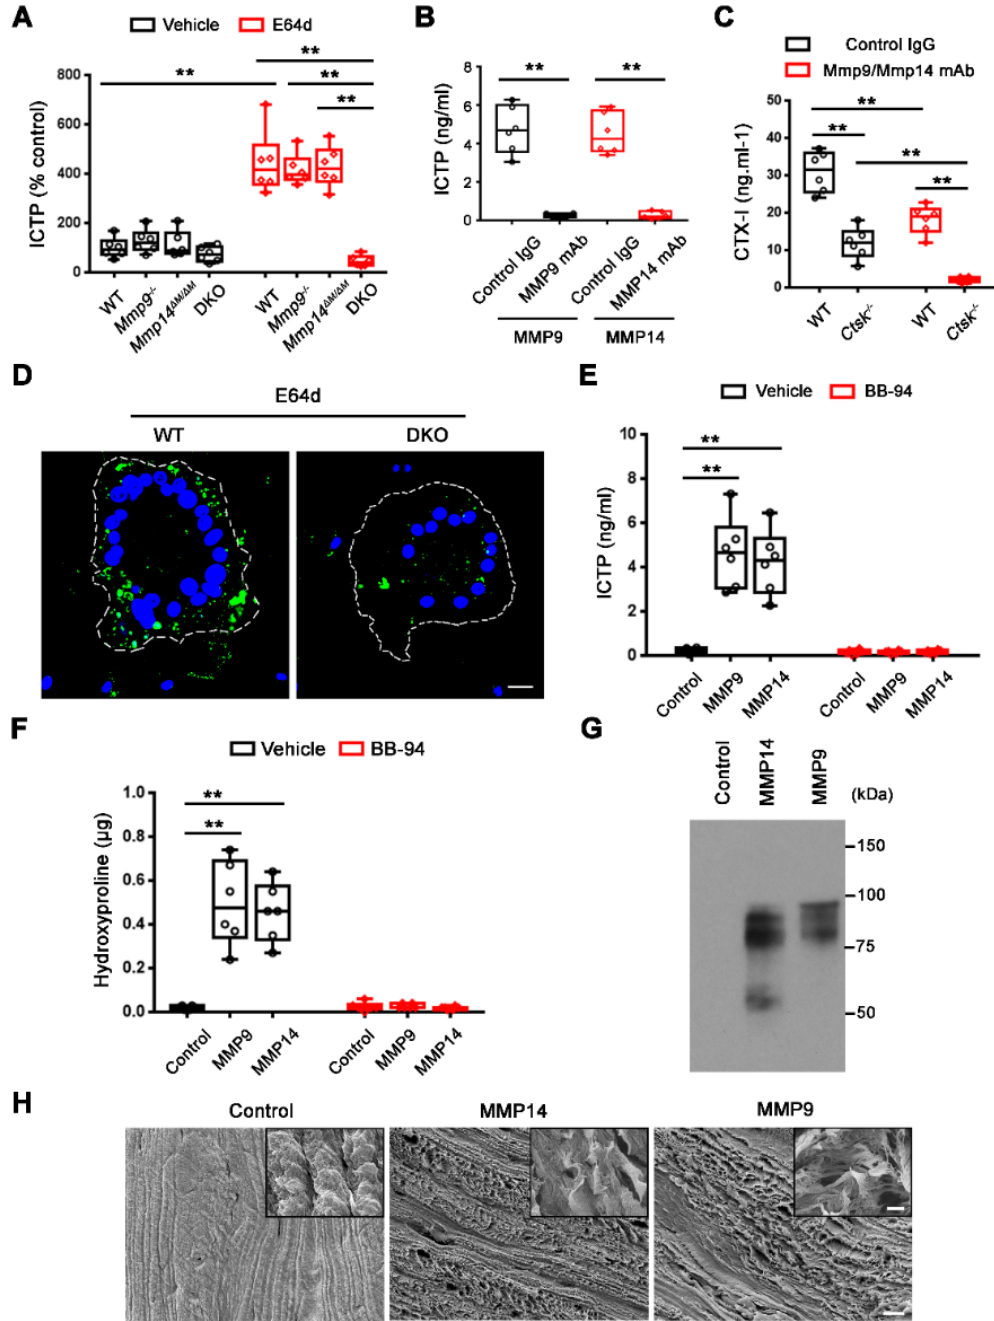 A
Vehicle E64d
ICTP (% control)
800
600
400
200
0
** ** ** **
WT Mmp9-/- Mmp14ΔM/ΔM DKO WT Mmp9-/- Mmp14ΔM/ΔM DKO
B
ICTP (ng/ml)
8
6
4
2
0
** **
Control IgG MMP9 mAb Control IgG MMP14 mAb
MMP9 MMP14
C
Control IgG
Mmp9/Mmp14 mAb
CTX-I (ng.ml-1)
50
40
30
20
10
0
** ** ** **
WT Ctsk-/- WT Ctsk-/-
D
E64d
WT DKO
E
Vehicle BB-94
ICTP (ng/ml)
10
8
6
4
2
0
**
**
Control MMP9 MMP14 Control MMP9 MMP14
F
Vehicle BB-94
Hydroxyproline (μg)
1.0
0.8
0.6
0.4
0.2
0.0
**
**
Control MMP9 MMP14 Control MMP9 MMP14
G
Control MMP14 MMP9 (kDa)
-150
-100
-75
-50
H
Control MMP14 MMP9